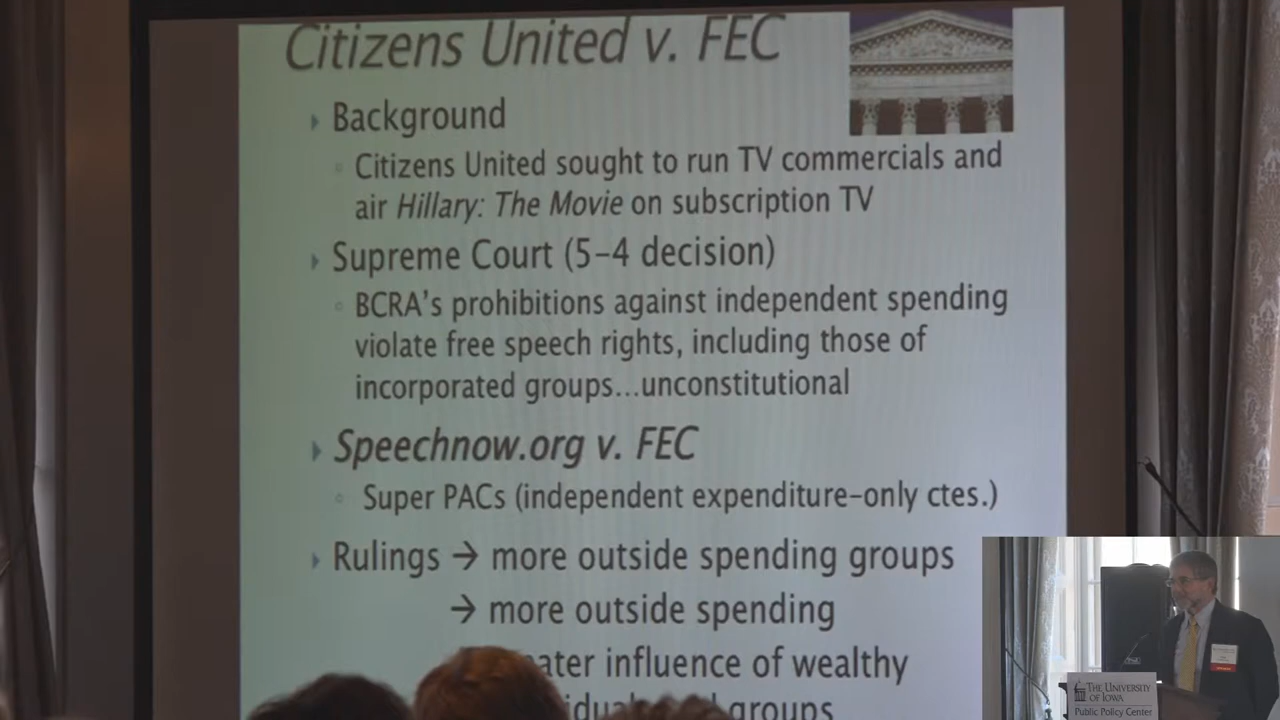 Citizens United v. FEC
Background
Citizens United sought to run TV commercials and
air Hillary: The Movie on subscription TV
Supreme Court (5-4 decision)
BCRA's prohibitions against independent spending
violate free speech rights, including those of
incorporated groups...unconstitutional
Speechnow.org v. FEC
Super PACs (independent expenditure-only ctes.)
Rulings → more outside spending groups
→ more outside spending
influence of wealthy
groups
THE UNIVERSITY
OF IOWA
Public Policy Center